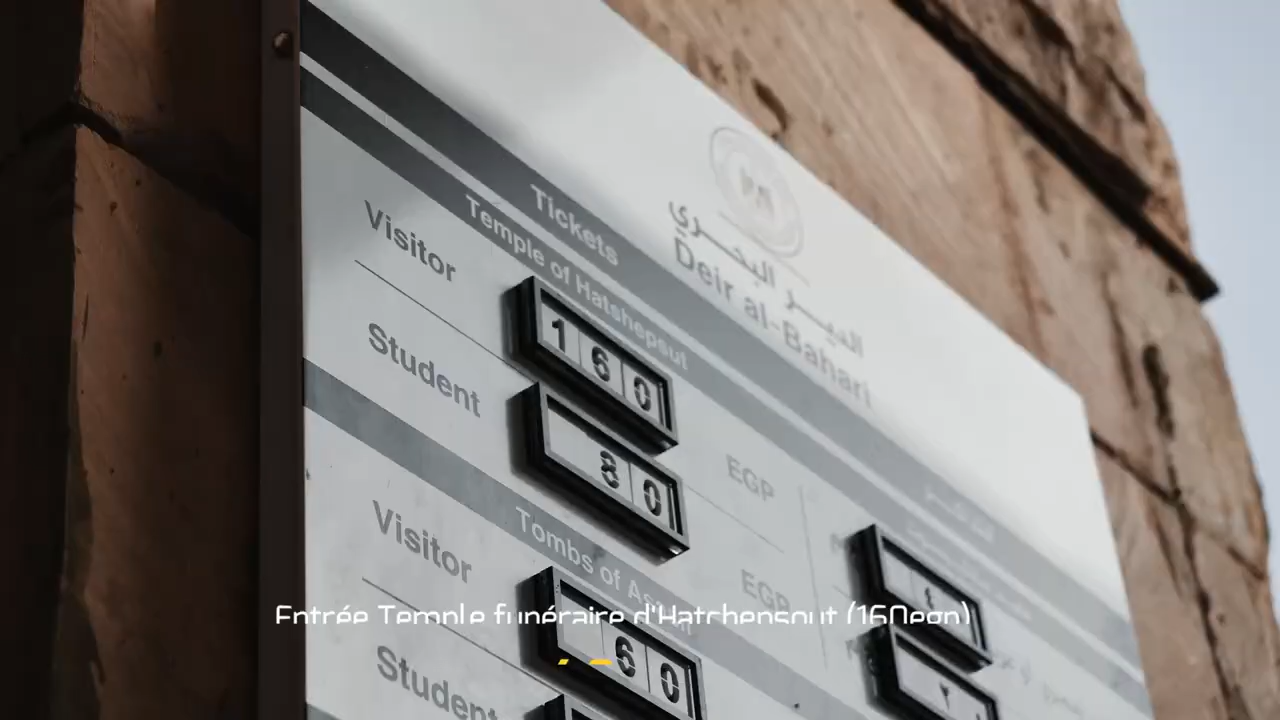 الدير البحري
Deir al-Bahari
Tickets
Temple of Hatshepsut
Visitor
160
EGP
Student
80
EGP
Tombs of
Visitor
60
Student
Entrée Temple funéraire d'Hatchepsout (160egp)